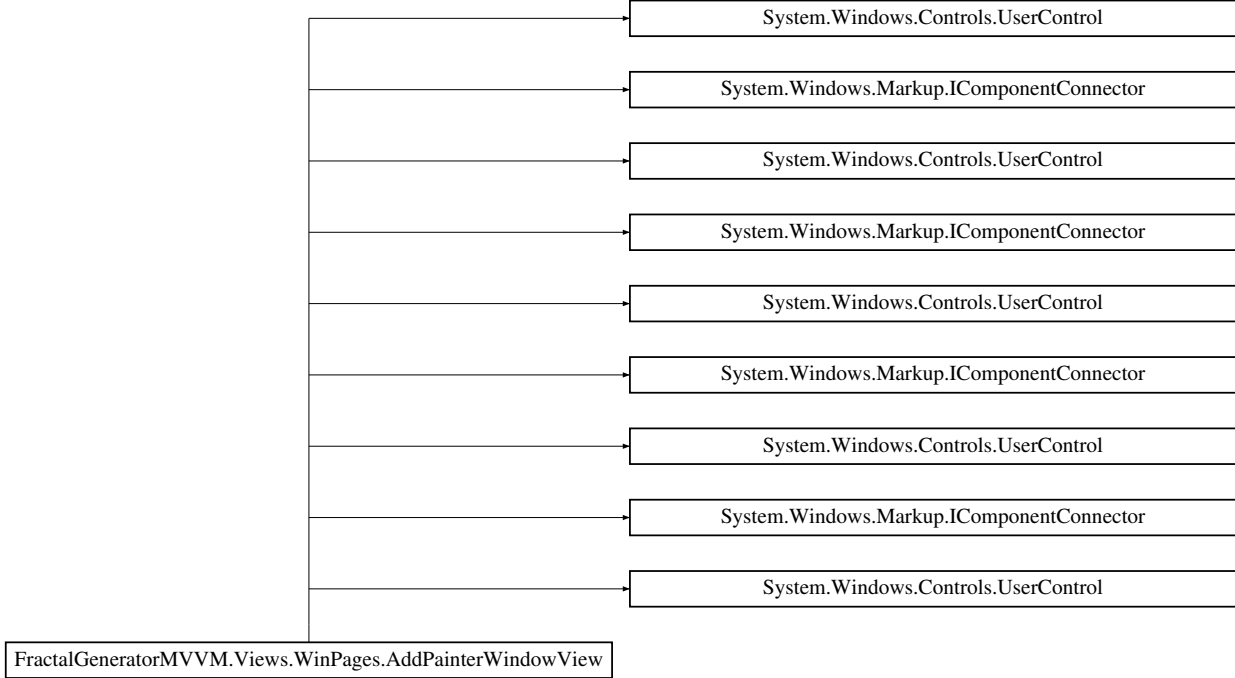 System.Windows.Controls.UserControl
System.Windows.Markup.IComponentConnector
System.Windows.Controls.UserControl
System.Windows.Markup.IComponentConnector
System.Windows.Controls.UserControl
System.Windows.Markup.IComponentConnector
System.Windows.Controls.UserControl
System.Windows.Markup.IComponentConnector
System.Windows.Controls.UserControl
FractalGeneratorMVVM.Views.WinPages.AddPainterWindowView